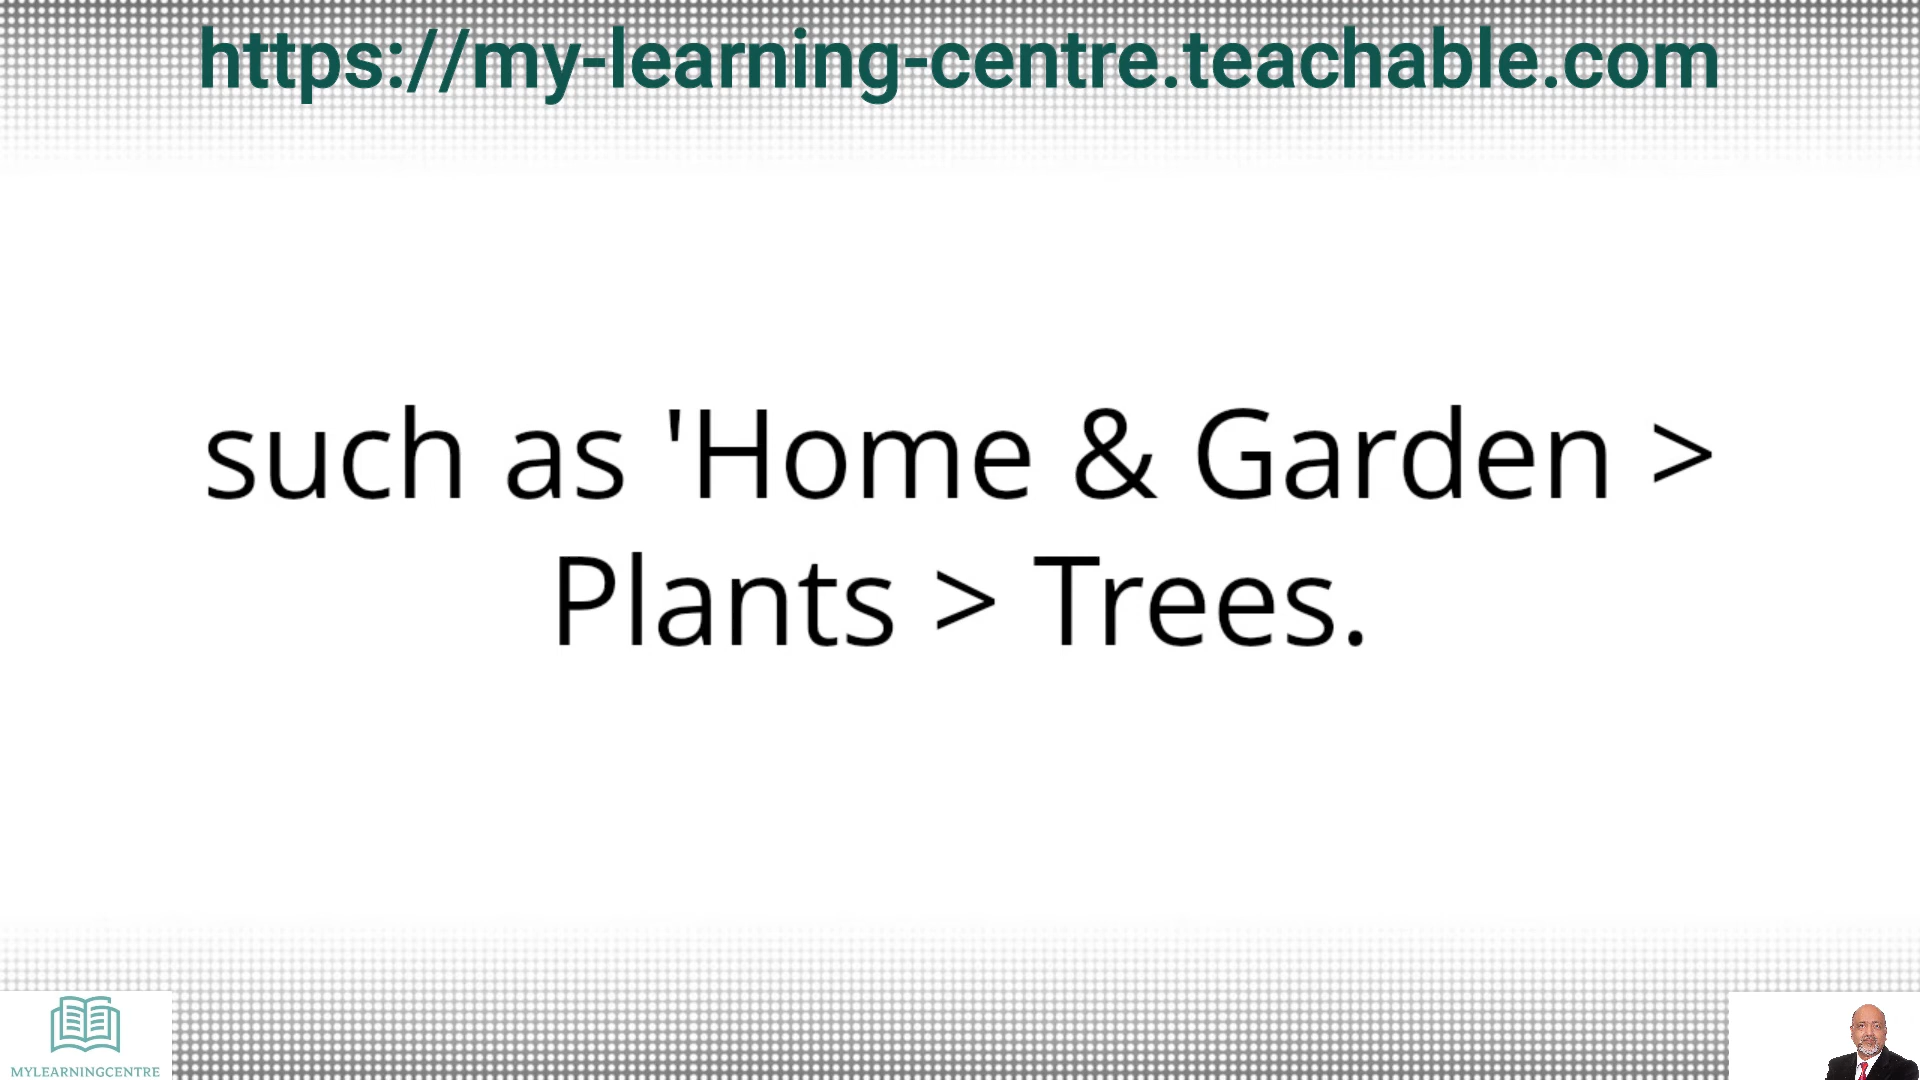 https://my-learning-centre.teachable.com
such as 'Home & Garden >
Plants > Trees.
MYLEARNINGCENTRE